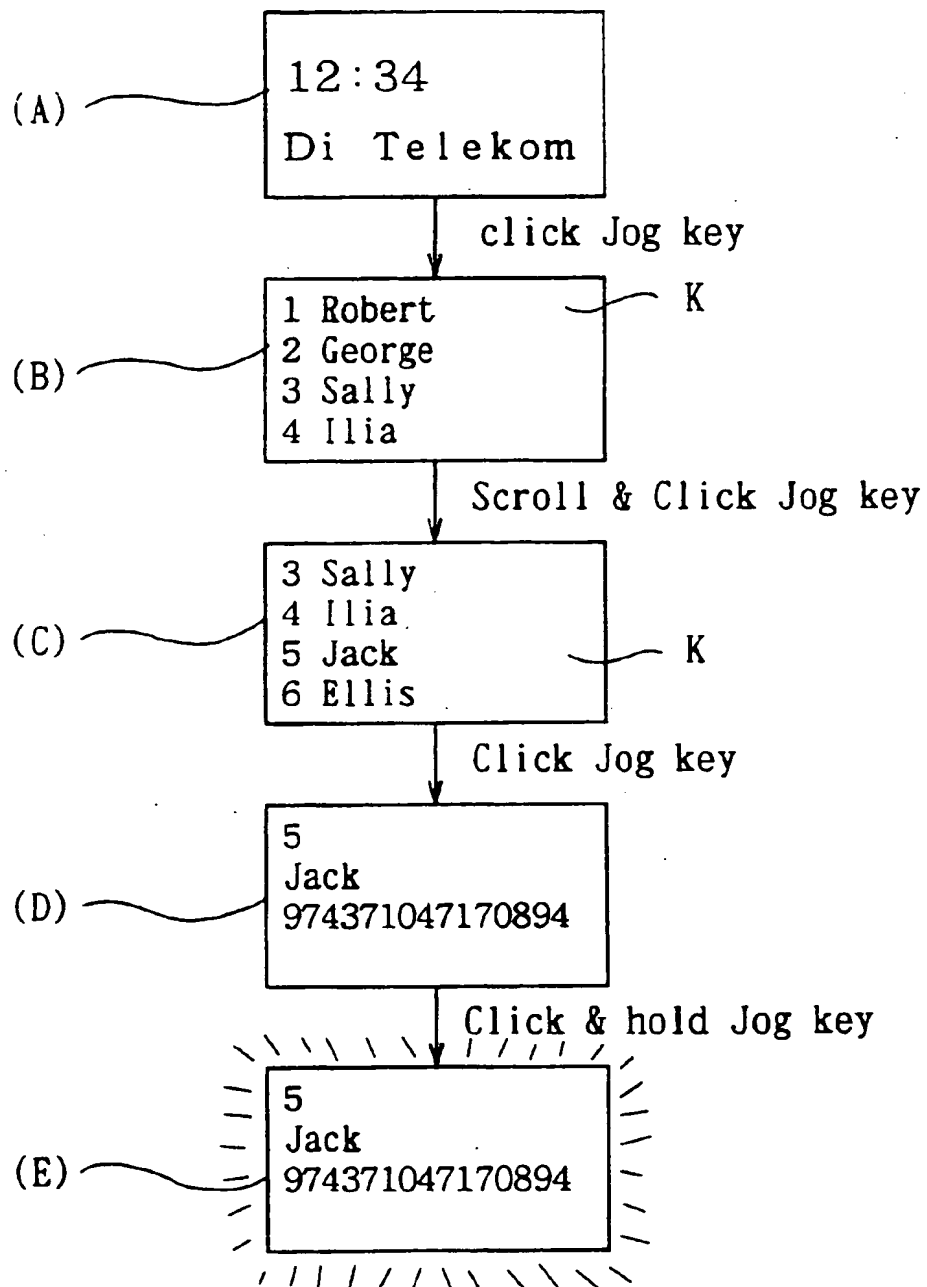 12:34
(A)
Di Telekom
click Jog key
1 Robert
K
2 George
(B)
3 Sally
4 Ilia
Scroll & Click Jog key
3 Sally
4 Ilia
(C)
5 Jack
K
6 Ellis
Click Jog key
5
Jack
(D)
974371047170894
Click & hold Jog key
5
Jack
(E)
974371047170894